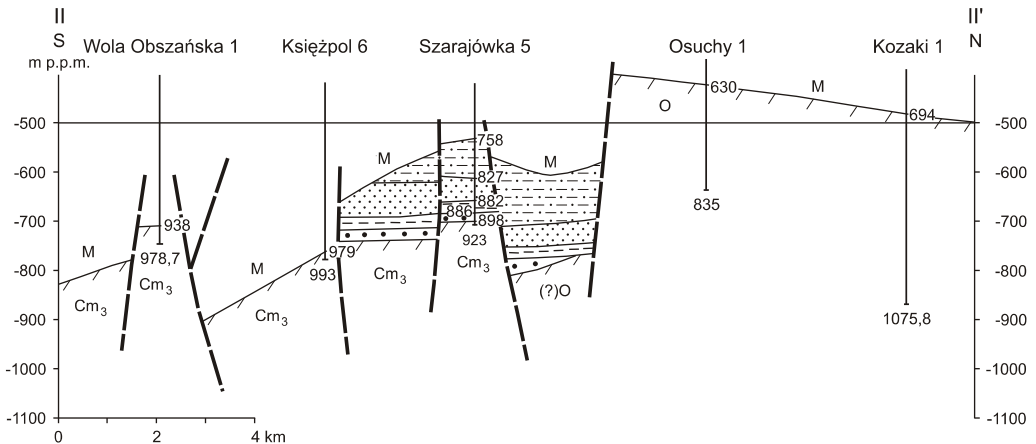 II II'
S Wola Obszańska 1 Księżpol 6 Szarajówka 5 Osuchy 1 Kozaki 1 N
m p.p.m.
M
630
O
694
-500 -500
758
M M
-600 827 -600
882
835
886
-700 898 -700
938
923
978,7 979
M M 993 Cm3 Cm3
-800 -800
Cm3 (?)O
Cm3 Cm3
-900 1075,8 -900
-1000 -1000
-1100 -1100
0 2 4 km